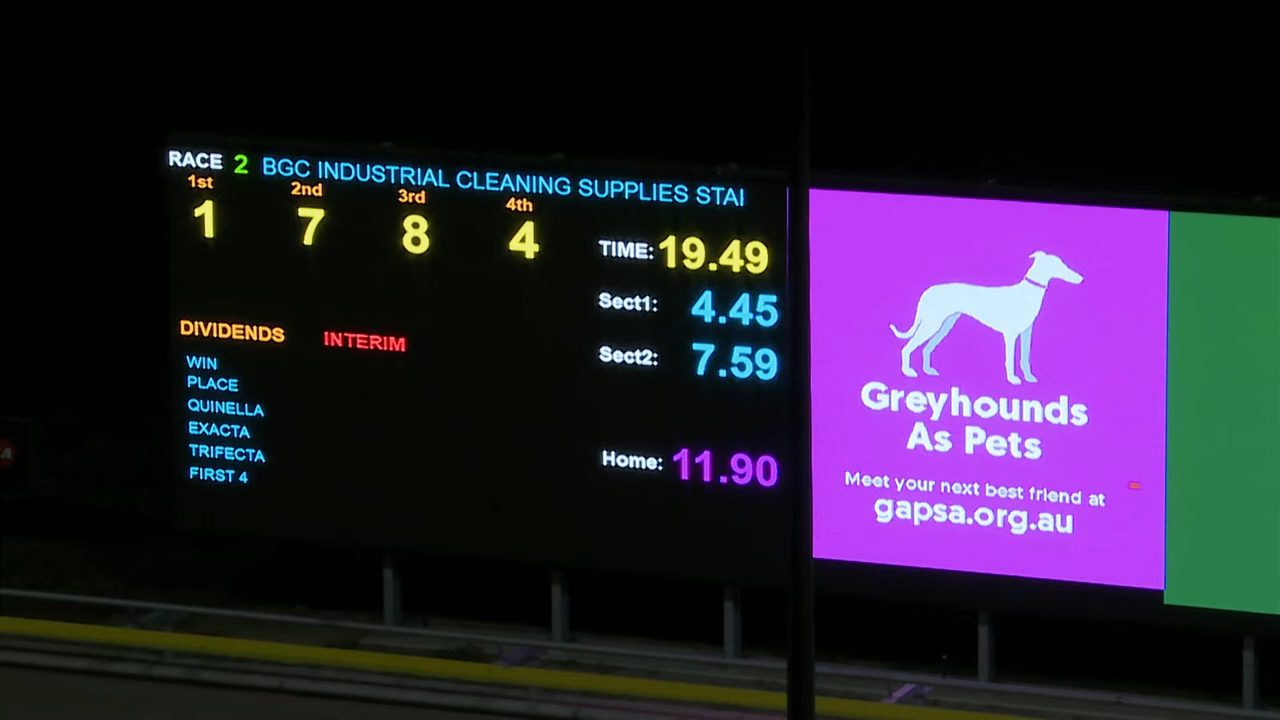 RACE 2 BGC INDUSTRIAL CLEANING SUPPLIES STAI
1st 2nd 3rd 4th
1 7 8 4
TIME: 19.49
Sect1: 4.45
Sect2: 7.59
Home: 11.90
DIVIDENDS INTERIM
WIN
PLACE
QUINELLA
EXACTA
TRIFECTA
FIRST 4
Greyhounds
As Pets
Meet your next best friend at
gapsa.org.au